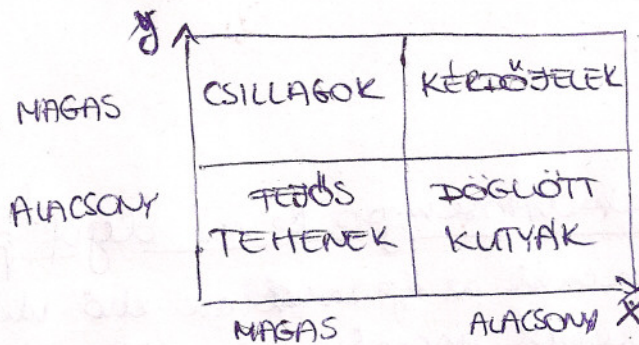 y
MAGAS CSILLAGOK KÉRDŐJELEK
ALACSONY FEJŐS DÖGLÖTT
TEHENEK KUTYÁK
MAGAS ALACSONY X